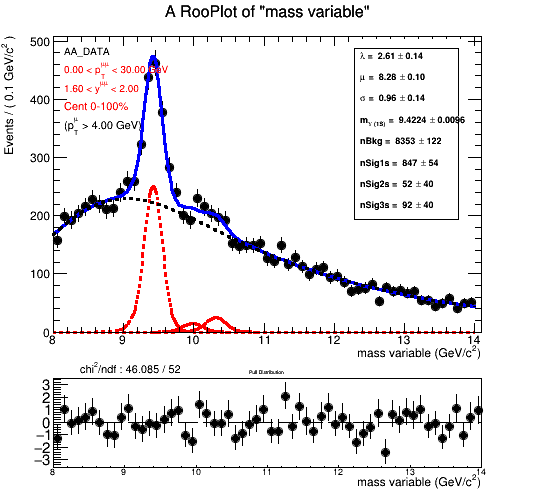 A RooPlot of "mass variable"
Events / ( 0.1 GeV/c² )
500
400
300
200
100
0
AA_DATA
0.00 < p_T^μμ < 30.00 GeV
1.60 < y^μμ < 2.00
Cent 0-100%
(p_T^μ > 4.00 GeV)
λ = 2.61 ± 0.14
μ = 8.28 ± 0.10
σ = 0.96 ± 0.14
m_ϒ(1S) = 9.4224 ± 0.0096
nBkg = 8353 ± 122
nSig1s = 847 ± 54
nSig2s = 52 ± 40
nSig3s = 92 ± 40
8 9 10 11 12 13 14
mass variable (GeV/c²)
chi²/ndf : 46.085 / 52
Pull Distribution
3
2
1
0
−1
−2
−3
8 9 10 11 12 13 14
mass variable (GeV/c²)